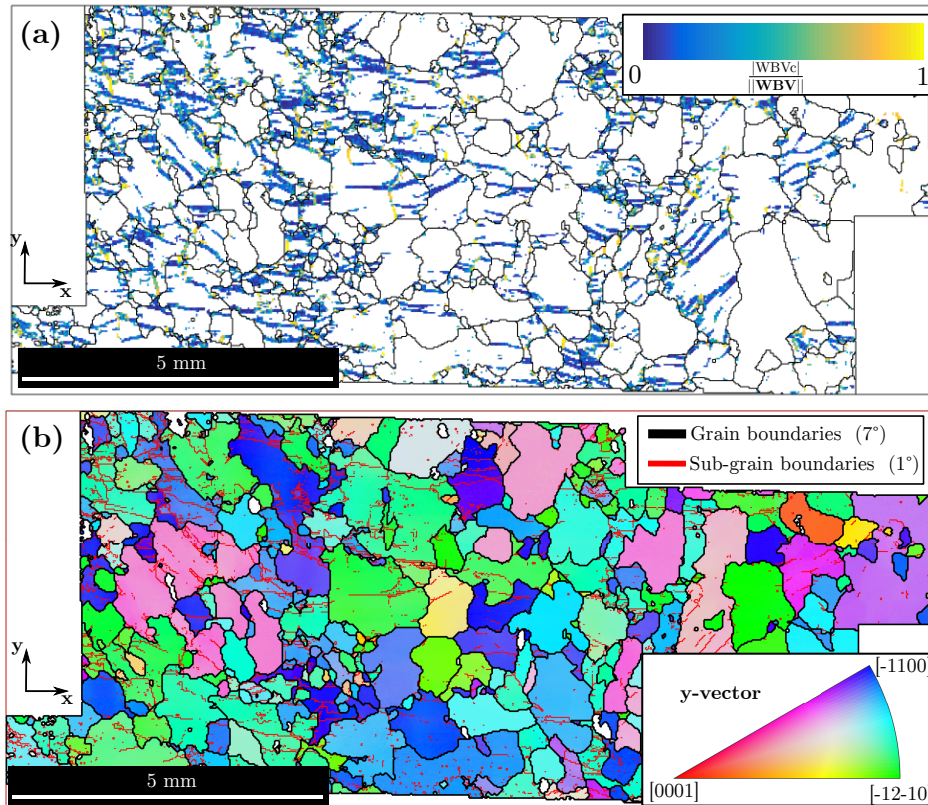 (a)
0
1
|WBVc|
||WBV||
y
x
5 mm
(b)
Grain boundaries (7°)
Sub-grain boundaries (1°)
y
x
y-vector
[-1100]
[0001]
[-12-10]
5 mm